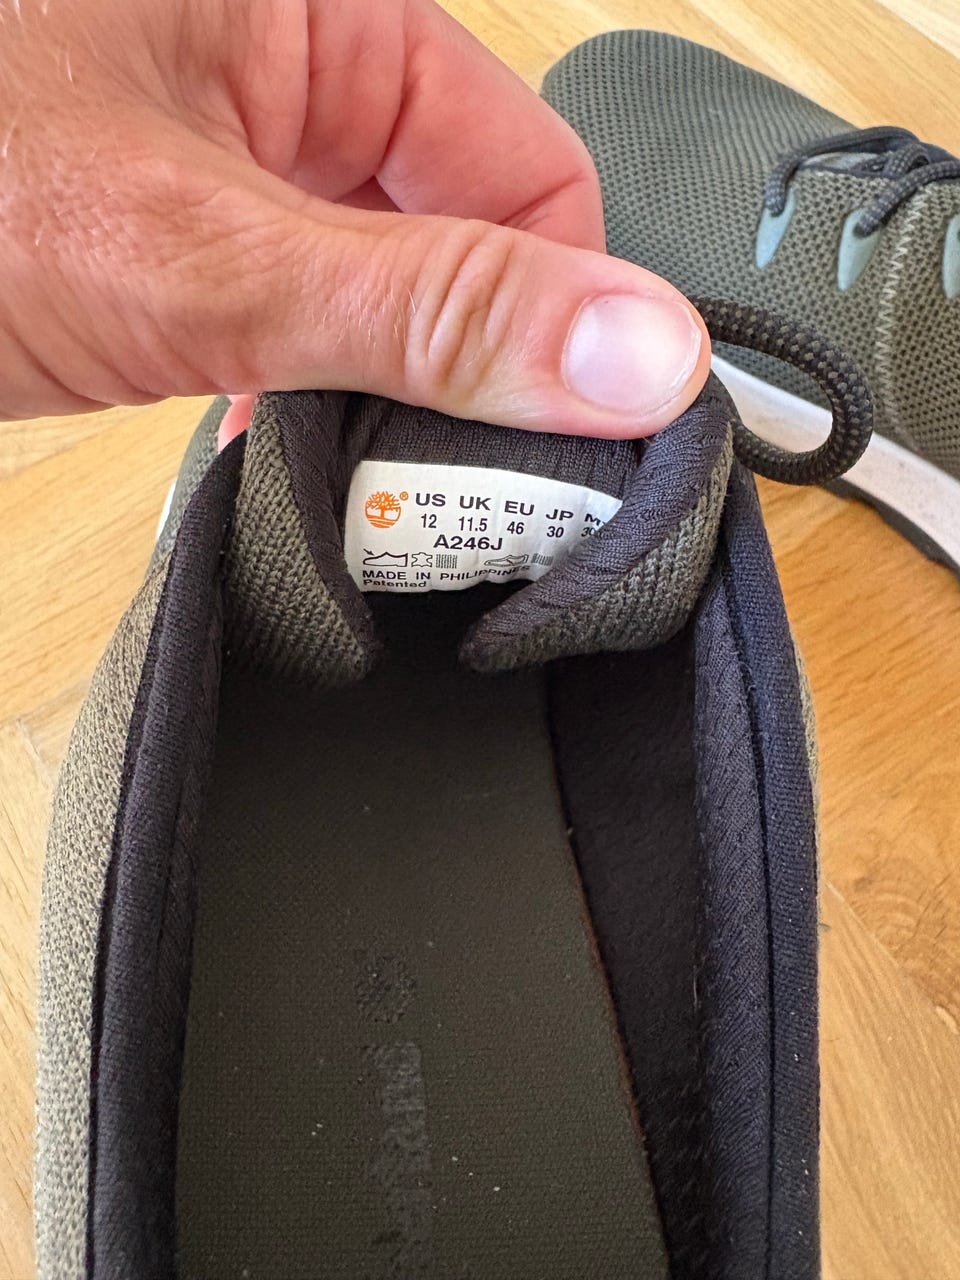 ® US UK EU JP
12 11.5 46 30
A246J
MADE IN PHILIPPINES
Patented